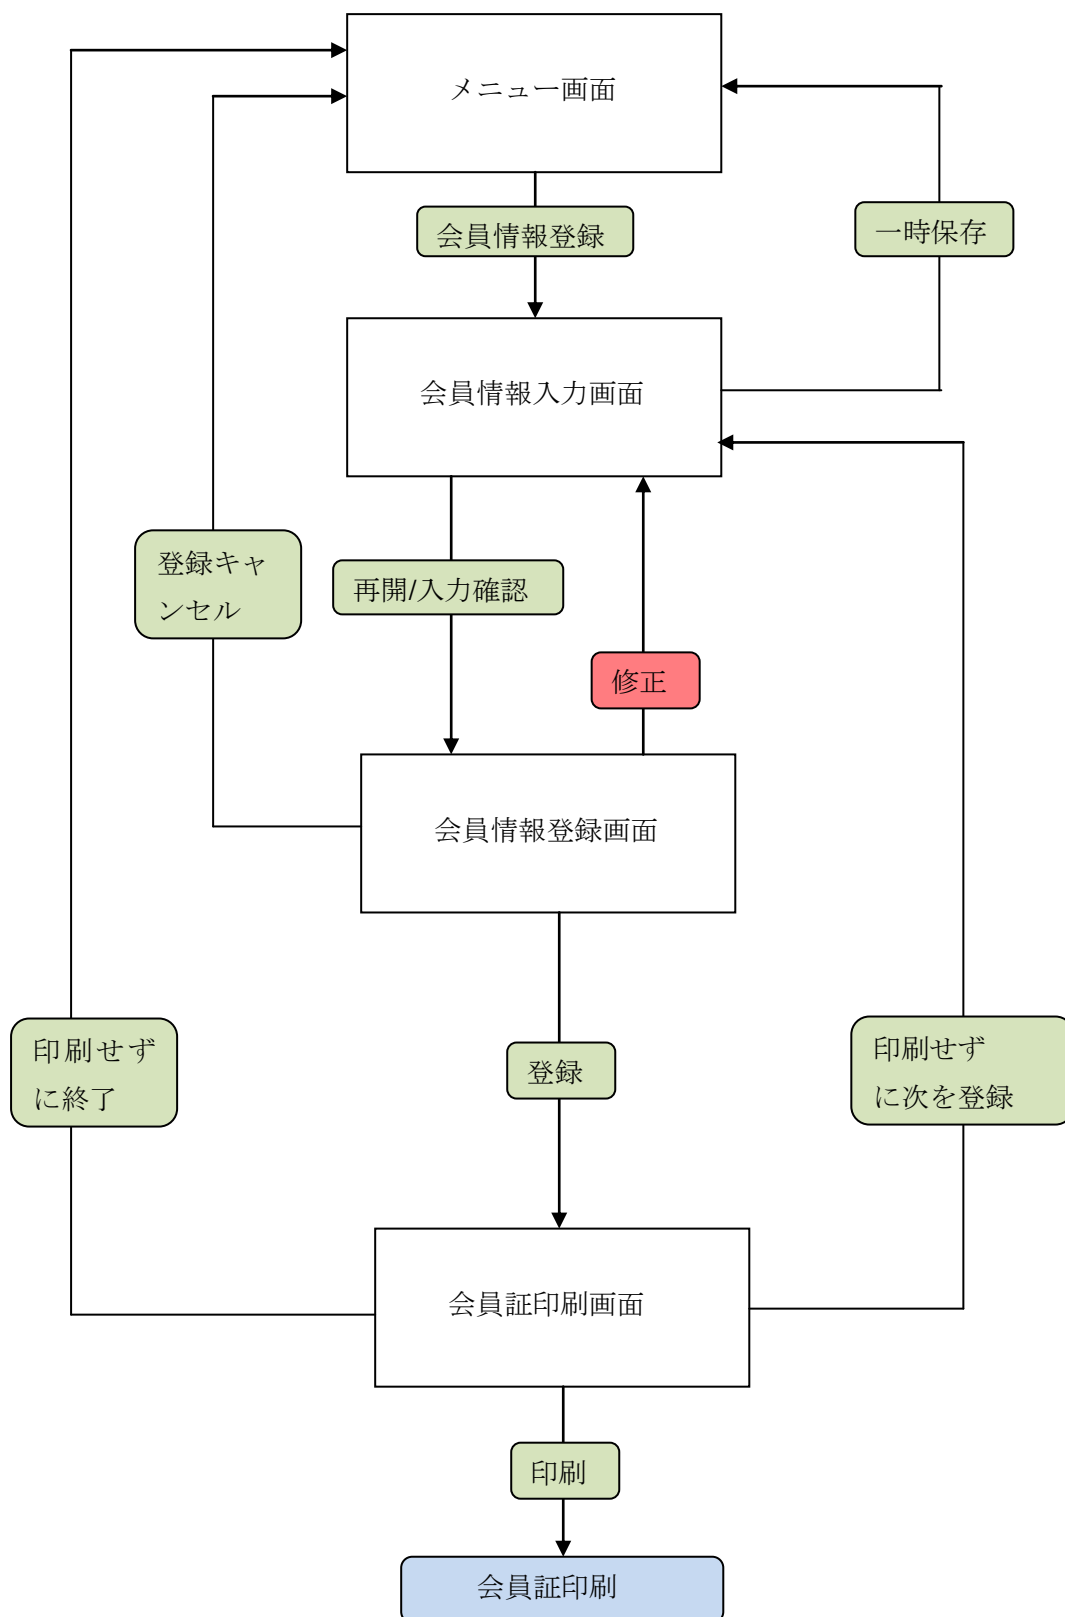 メニュー画面
会員情報登録
一時保存
会員情報入力画面
登録キャ
ンセル
再開/入力確認
修正
会員情報登録画面
印刷せず
に終了
登録
印刷せず
に次を登録
会員証印刷画面
印刷
会員証印刷